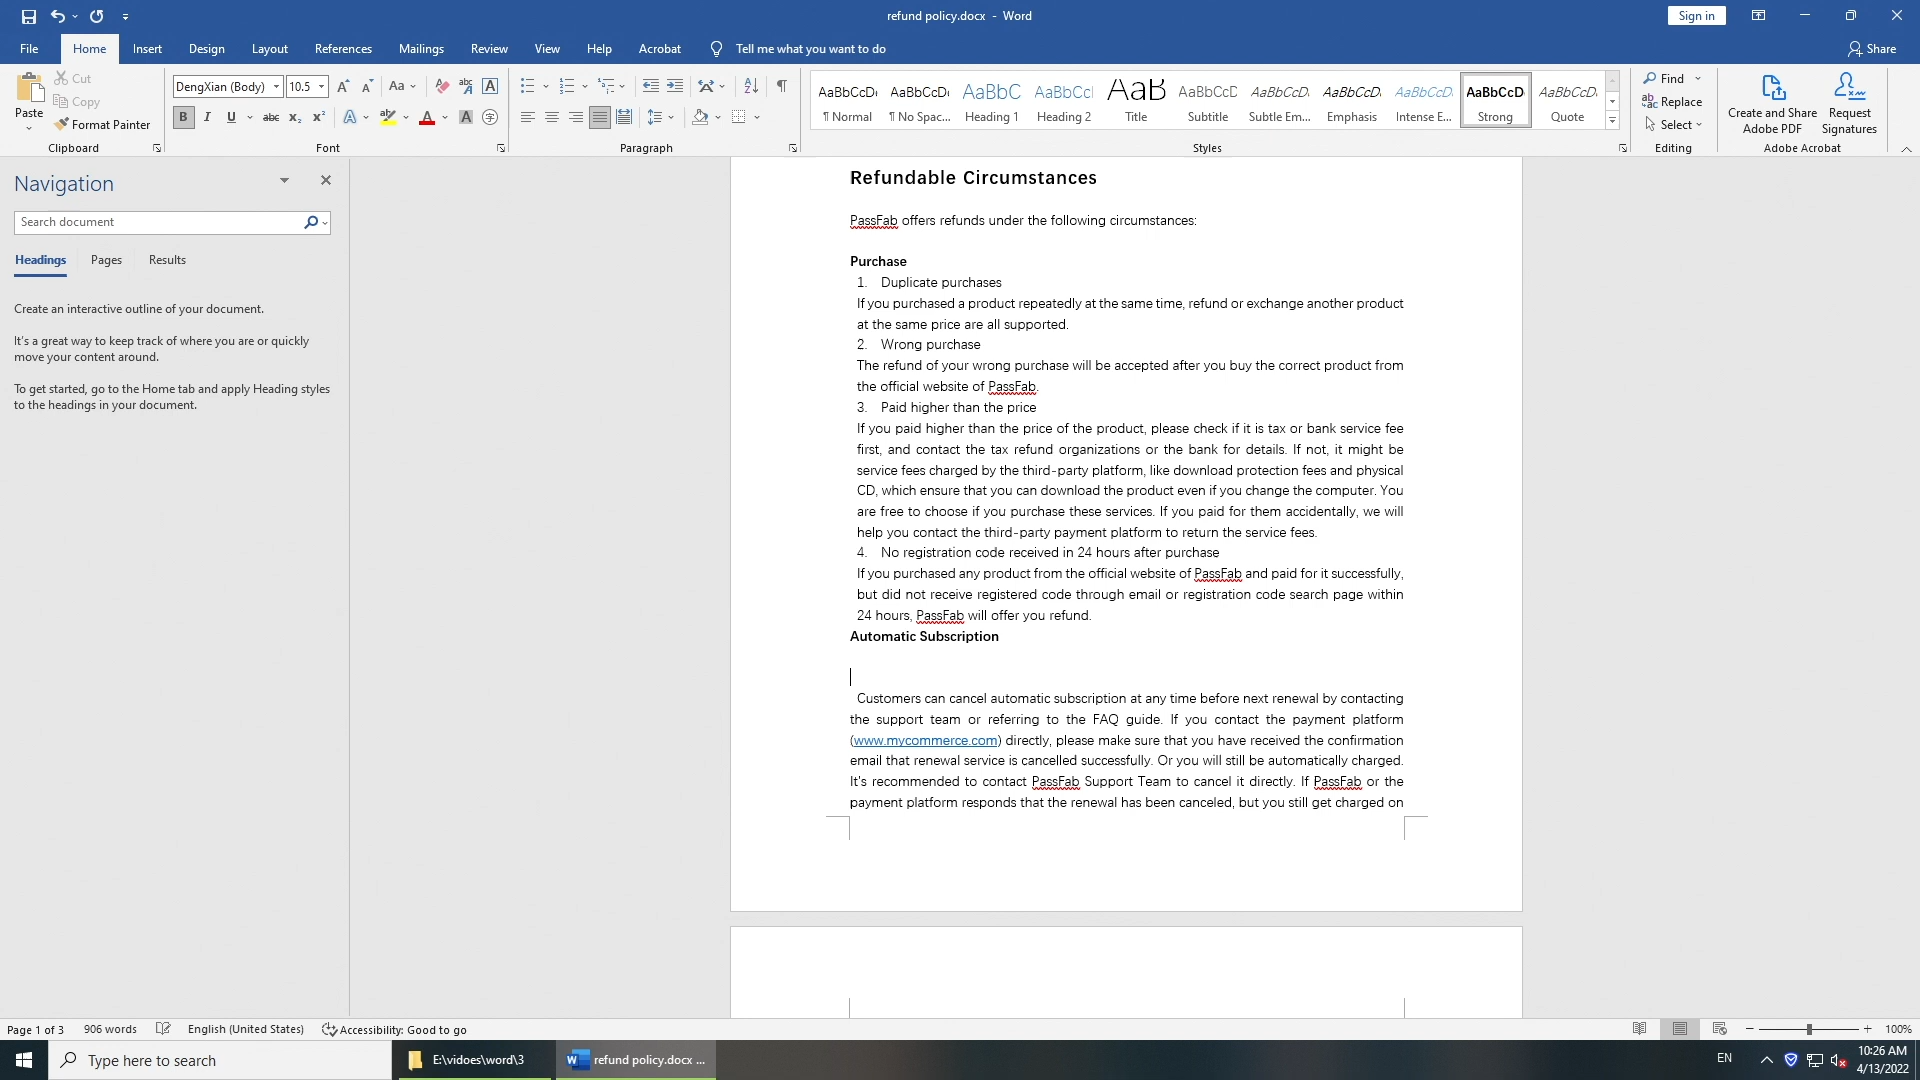 refund policy.docx - Word
Sign in
File Home Insert Design Layout References Mailings Review View Help Acrobat Tell me what you want to do Share
Paste
Cut
Copy
Format Painter
Clipboard
DengXian (Body) 10.5
Font
Paragraph
AaBbCcDı AaBbCcDı AaBbC AaBbCcI AaB AaBbCcD AaBbCcDı AaBbCcDı AaBbCcDı AaBbCcD AaBbCcDı
¶ Normal ¶ No Spac... Heading 1 Heading 2 Title Subtitle Subtle Em... Emphasis Intense E... Strong Quote
Styles
Find
Replace
Select
Editing
Create and Share Adobe PDF
Request Signatures
Adobe Acrobat
Navigation
Search document
Headings Pages Results
Create an interactive outline of your document.
It's a great way to keep track of where you are or quickly
move your content around.
To get started, go to the Home tab and apply Heading styles
to the headings in your document.
Refundable Circumstances
PassFab offers refunds under the following circumstances:
Purchase
1. Duplicate purchases
If you purchased a product repeatedly at the same time, refund or exchange another product
at the same price are all supported.
2. Wrong purchase
The refund of your wrong purchase will be accepted after you buy the correct product from
the official website of PassFab.
3. Paid higher than the price
If you paid higher than the price of the product, please check if it is tax or bank service fee
first, and contact the tax refund organizations or the bank for details. If not, it might be
service fees charged by the third-party platform, like download protection fees and physical
CD, which ensure that you can download the product even if you change the computer. You
are free to choose if you purchase these services. If you paid for them accidentally, we will
help you contact the third-party payment platform to return the service fees.
4. No registration code received in 24 hours after purchase
If you purchased any product from the official website of PassFab and paid for it successfully,
but did not receive registered code through email or registration code search page within
24 hours, PassFab will offer you refund.
Automatic Subscription
Customers can cancel automatic subscription at any time before next renewal by contacting
the support team or referring to the FAQ guide. If you contact the payment platform
(www.mycommerce.com) directly, please make sure that you have received the confirmation
email that renewal service is cancelled successfully. Or you will still be automatically charged.
It's recommended to contact PassFab Support Team to cancel it directly. If PassFab or the
payment platform responds that the renewal has been canceled, but you still get charged on
Page 1 of 3 906 words English (United States) Accessibility: Good to go 100%
Type here to search
E:\vidoes\word\3
refund policy.docx ...
EN
10:26 AM
4/13/2022